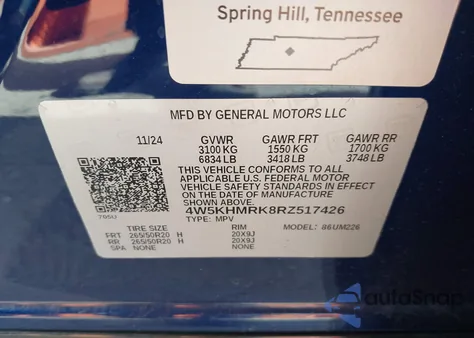 Spring Hill, Tennessee
MFD BY GENERAL MOTORS LLC
11/24 GVWR GAWR FRT GAWR RR
3100 KG 1550 KG 1700 KG
6834 LB 3418 LB 3748 LB
THIS VEHICLE CONFORMS TO ALL
APPLICABLE U.S. FEDERAL MOTOR
VEHICLE SAFETY STANDARDS IN EFFECT
ON THE DATE OF MANUFACTURE
SHOWN ABOVE.
4W5KHMRK8RZ517426
TYPE: MPV
TIRE SIZE RIM MODEL: 86UM226
FRT 265/50R20 H 20X9J
RR 265/50R20 H 20X9J
SPA NONE NONE
autoSnap